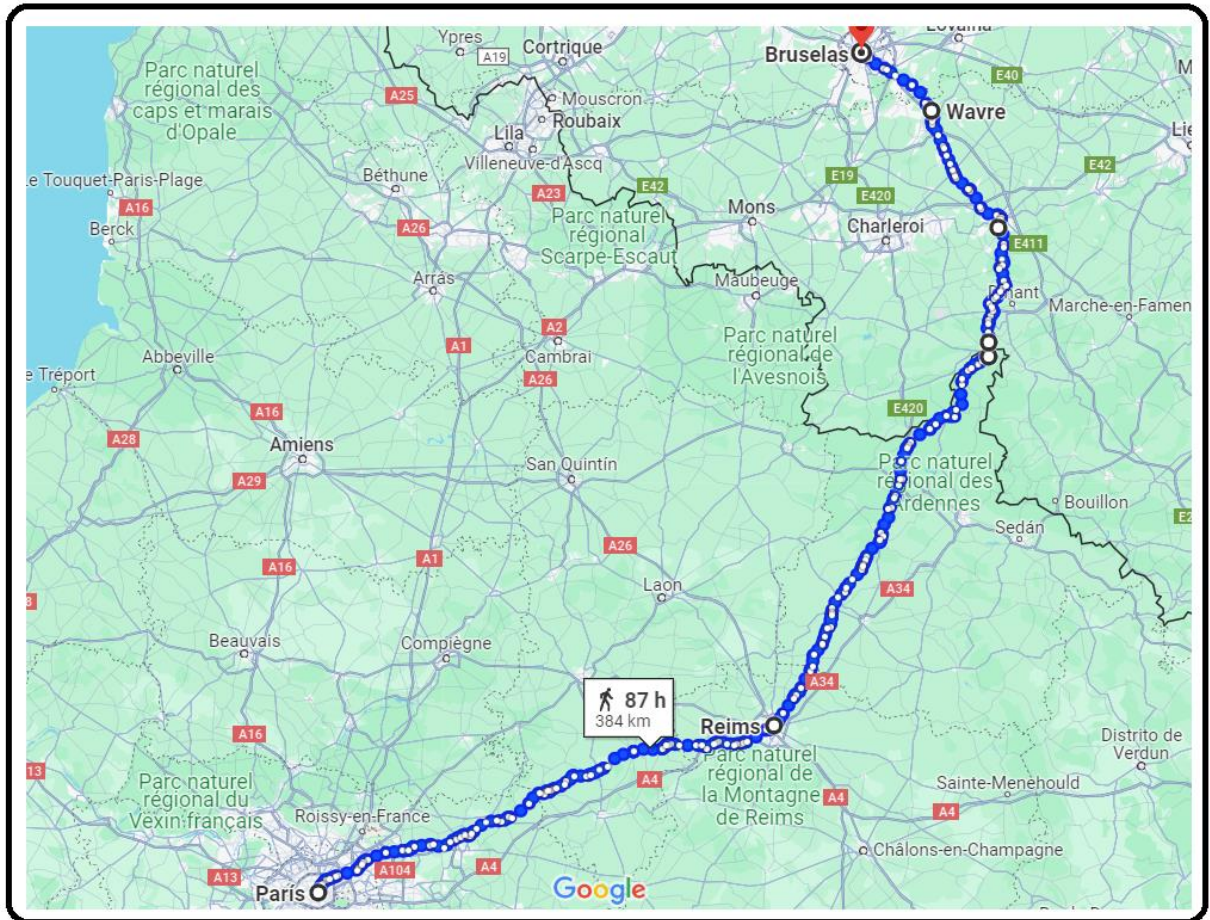 Ypres
A19
Cortrique
Bruselas
Lovaina
Parc naturel
régional des
caps et marais
d'Opale
A25
Mouscron
Roubaix
E40
Wavre
Lila
Villeneuve-d'Ascq
Le Touquet-Paris-Plage
Béthune
A16
A23
E42
E19
E42
E420
Berck
A26
Parc naturel
régional
Scarpe-Escaut
Mons
Charleroi
E411
Arrás
Maubeuge
Dinant
Marche-en-Famen
A2
A1
Cambrai
Parc naturel
régional de
l'Avesnois
Abbeville
A26
e Tréport
E420
A16
A28
Amiens
San Quintín
Parc naturel
régional des
Ardennes
A29
Bouillon
Sedán
A26
A1
A16
Laon
A34
Beauvais
Compiègne
A34
87 h
384 km
Reims
A16
Distrito de
Verdun
13
Parc naturel
régional du
Vexin français
A4
Parc naturel
régional de
la Montagne
de Reims
Sainte-Menehould
A4
A4
Roissy-en-France
Châlons-en-Champagne
A13
A104
A4
París
Google